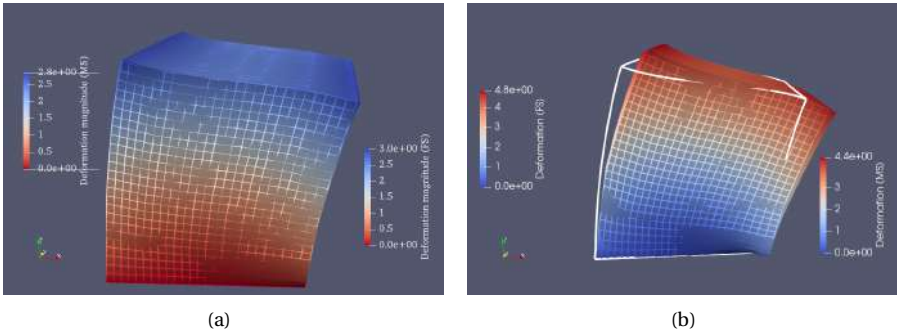 2.8e+00
2.5
2
1.5
1
0.5
0.0e+00
Deformation magnitude (MS)
3.0e+00
2.5
2
1.5
1
0.5
0.0e+00
Deformation magnitude (FS)
4.8e+00
4
3
2
1
0.0e+00
Deformation (FS)
4.4e+00
4
3
2
1
0.0e+00
Deformation (MS)
(a)
(b)